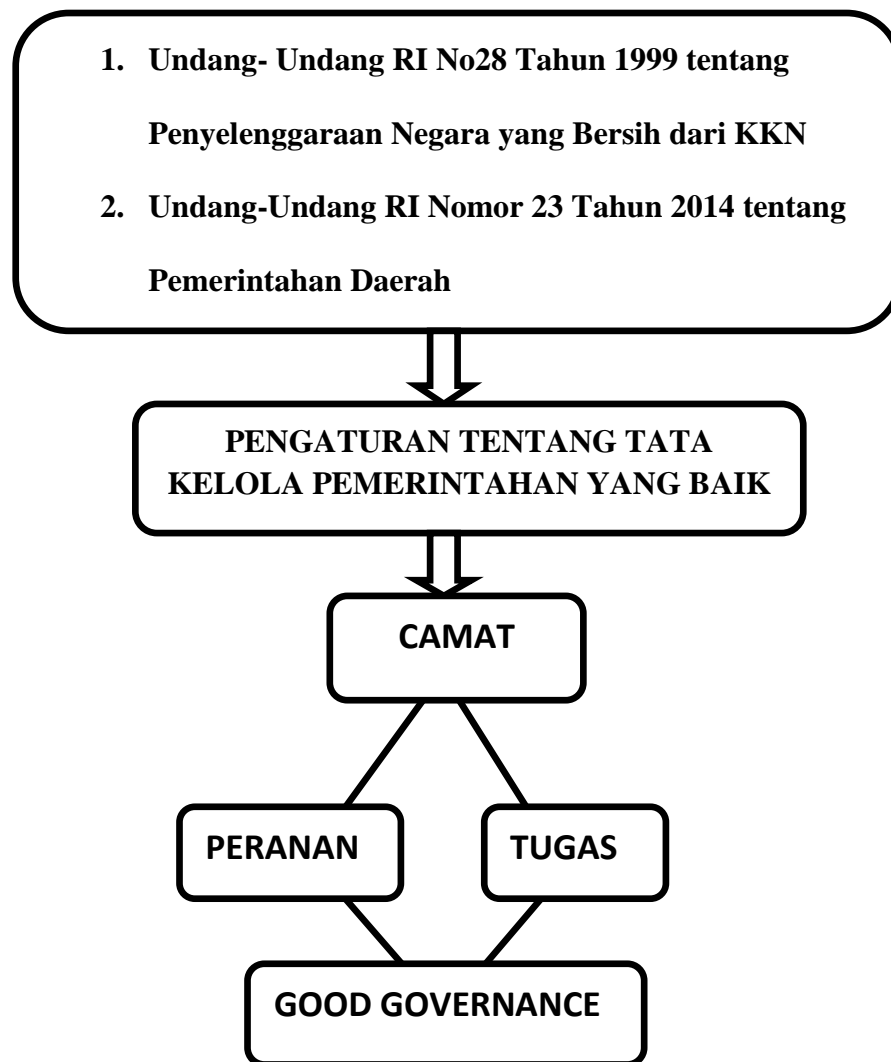 1. Undang- Undang RI No28 Tahun 1999 tentang
Penyelenggaraan Negara yang Bersih dari KKN
2. Undang-Undang RI Nomor 23 Tahun 2014 tentang
Pemerintahan Daerah
PENGATURAN TENTANG TATA
KELOLA PEMERINTAHAN YANG BAIK
CAMAT
PERANAN
TUGAS
GOOD GOVERNANCE